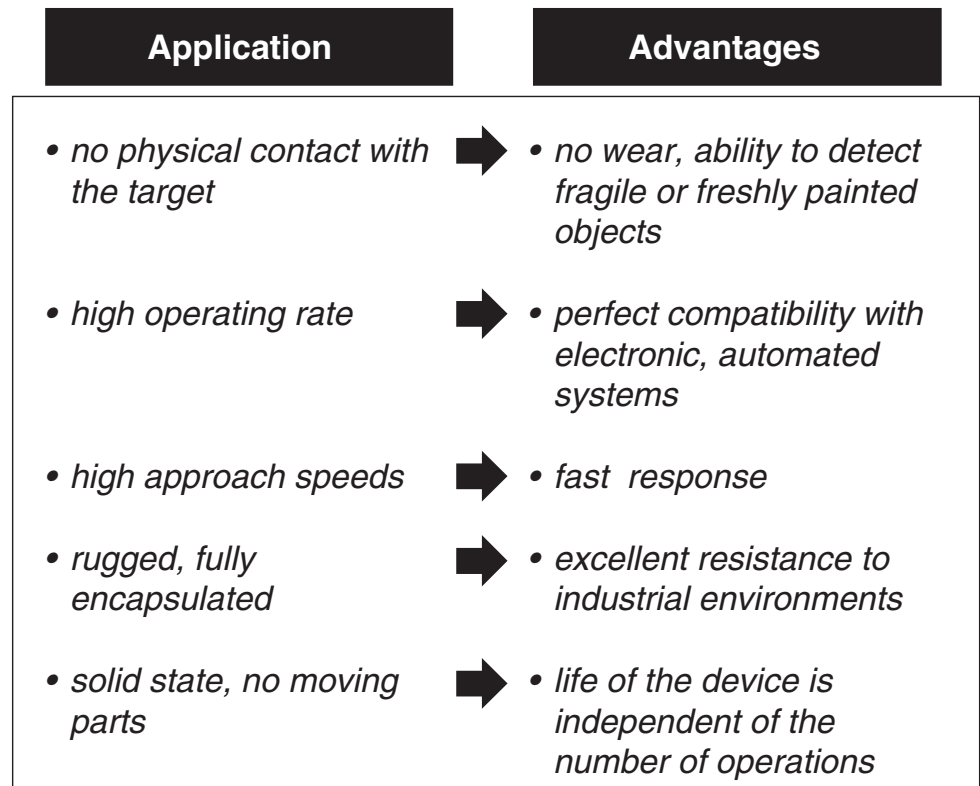 Application
Advantages
• no physical contact with
the target
• no wear, ability to detect
fragile or freshly painted
objects
• high operating rate
• perfect compatibility with
electronic, automated
systems
• high approach speeds
• fast response
• rugged, fully
encapsulated
• excellent resistance to
industrial environments
• solid state, no moving
parts
• life of the device is
independent of the
number of operations